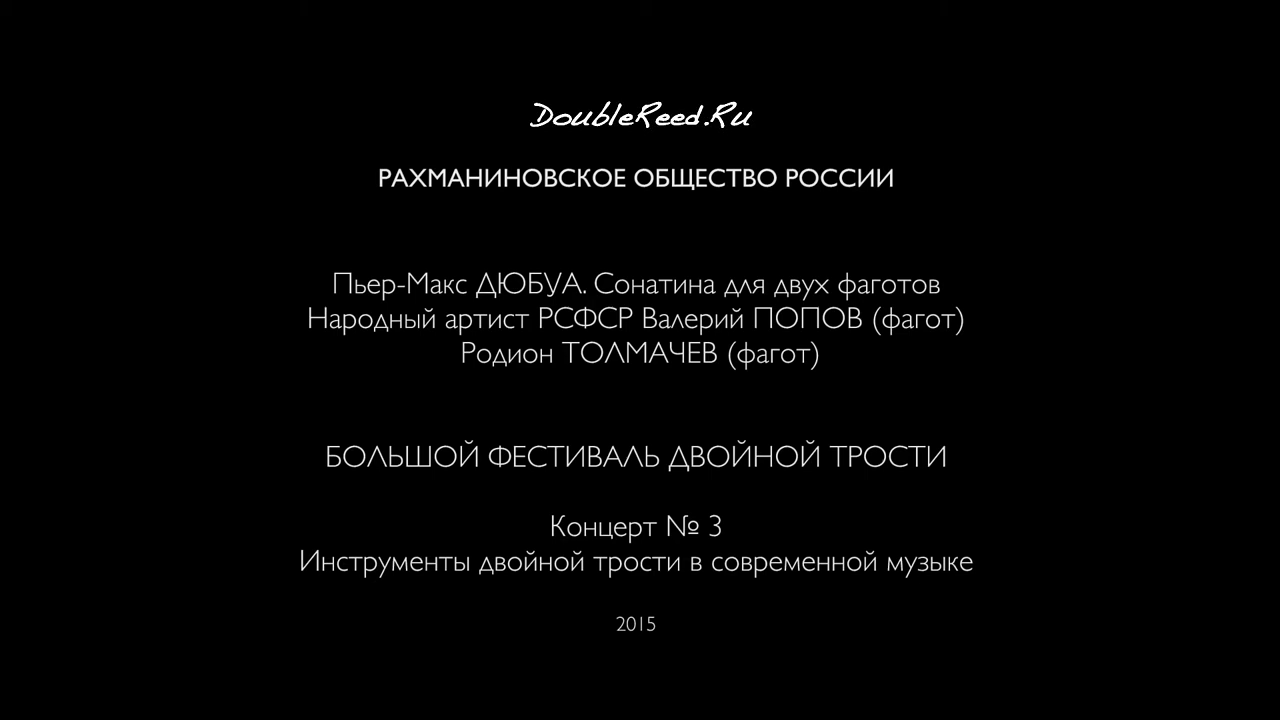 DoubleReed.Ru
РАХМАНИНОВСКОЕ ОБЩЕСТВО РОССИИ
Пьер-Макс ДЮБУА. Сонатина для двух фаготов
Народный артист РСФСР Валерий ПОПОВ (фагот)
Родион ТОЛМАЧЕВ (фагот)
БОЛЬШОЙ ФЕСТИВАЛЬ ДВОЙНОЙ ТРОСТИ
Концерт № 3
Инструменты двойной трости в современной музыке
2015